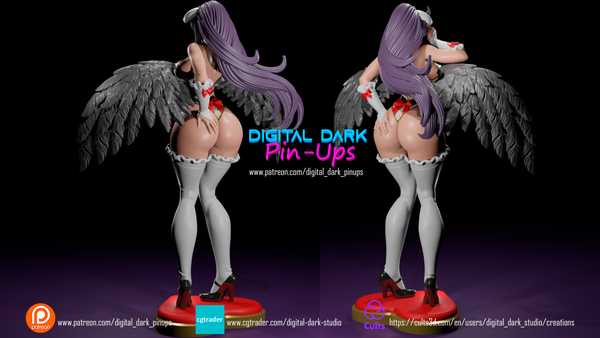 DIGITAL DARK
Pin-Ups
www.patreon.com/digital_dark_pinups
patreon
www.patreon.com/digital_dark_pinups
cgtrader
www.cgtrader.com/digital-dark-studio
Cults
https://cults3d.com/en/users/digital_dark_studio/creations